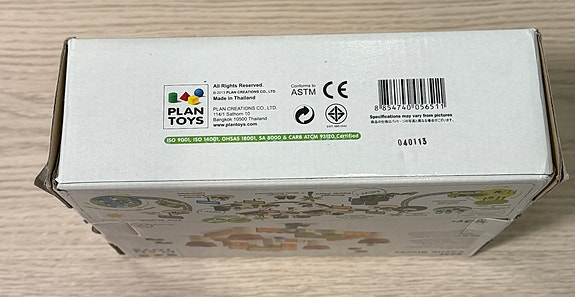 PLAN
TOYS
All Rights Reserved.
© 2013 PLAN CREATIONS CO., LTD.
Made in Thailand
PLAN CREATIONS CO., LTD.
114/1 Sathorn 10
Bangkok 10500 Thailand
www.plantoys.com
Conforms to
ASTM
CE
8 854740 056511
Specifications may vary from pictures
ISO 9001, ISO 14001, OHSAS 18001, SA 8000 & CARB ATCM 93120 Certified
040113